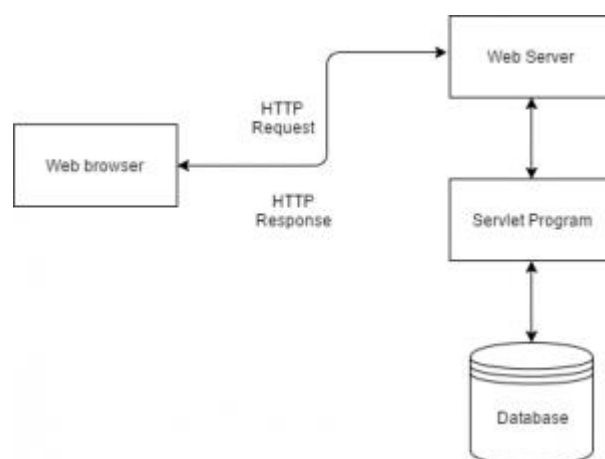 Web Server
HTTP
Request
Web browser
HTTP
Response
Servlet Program
Database